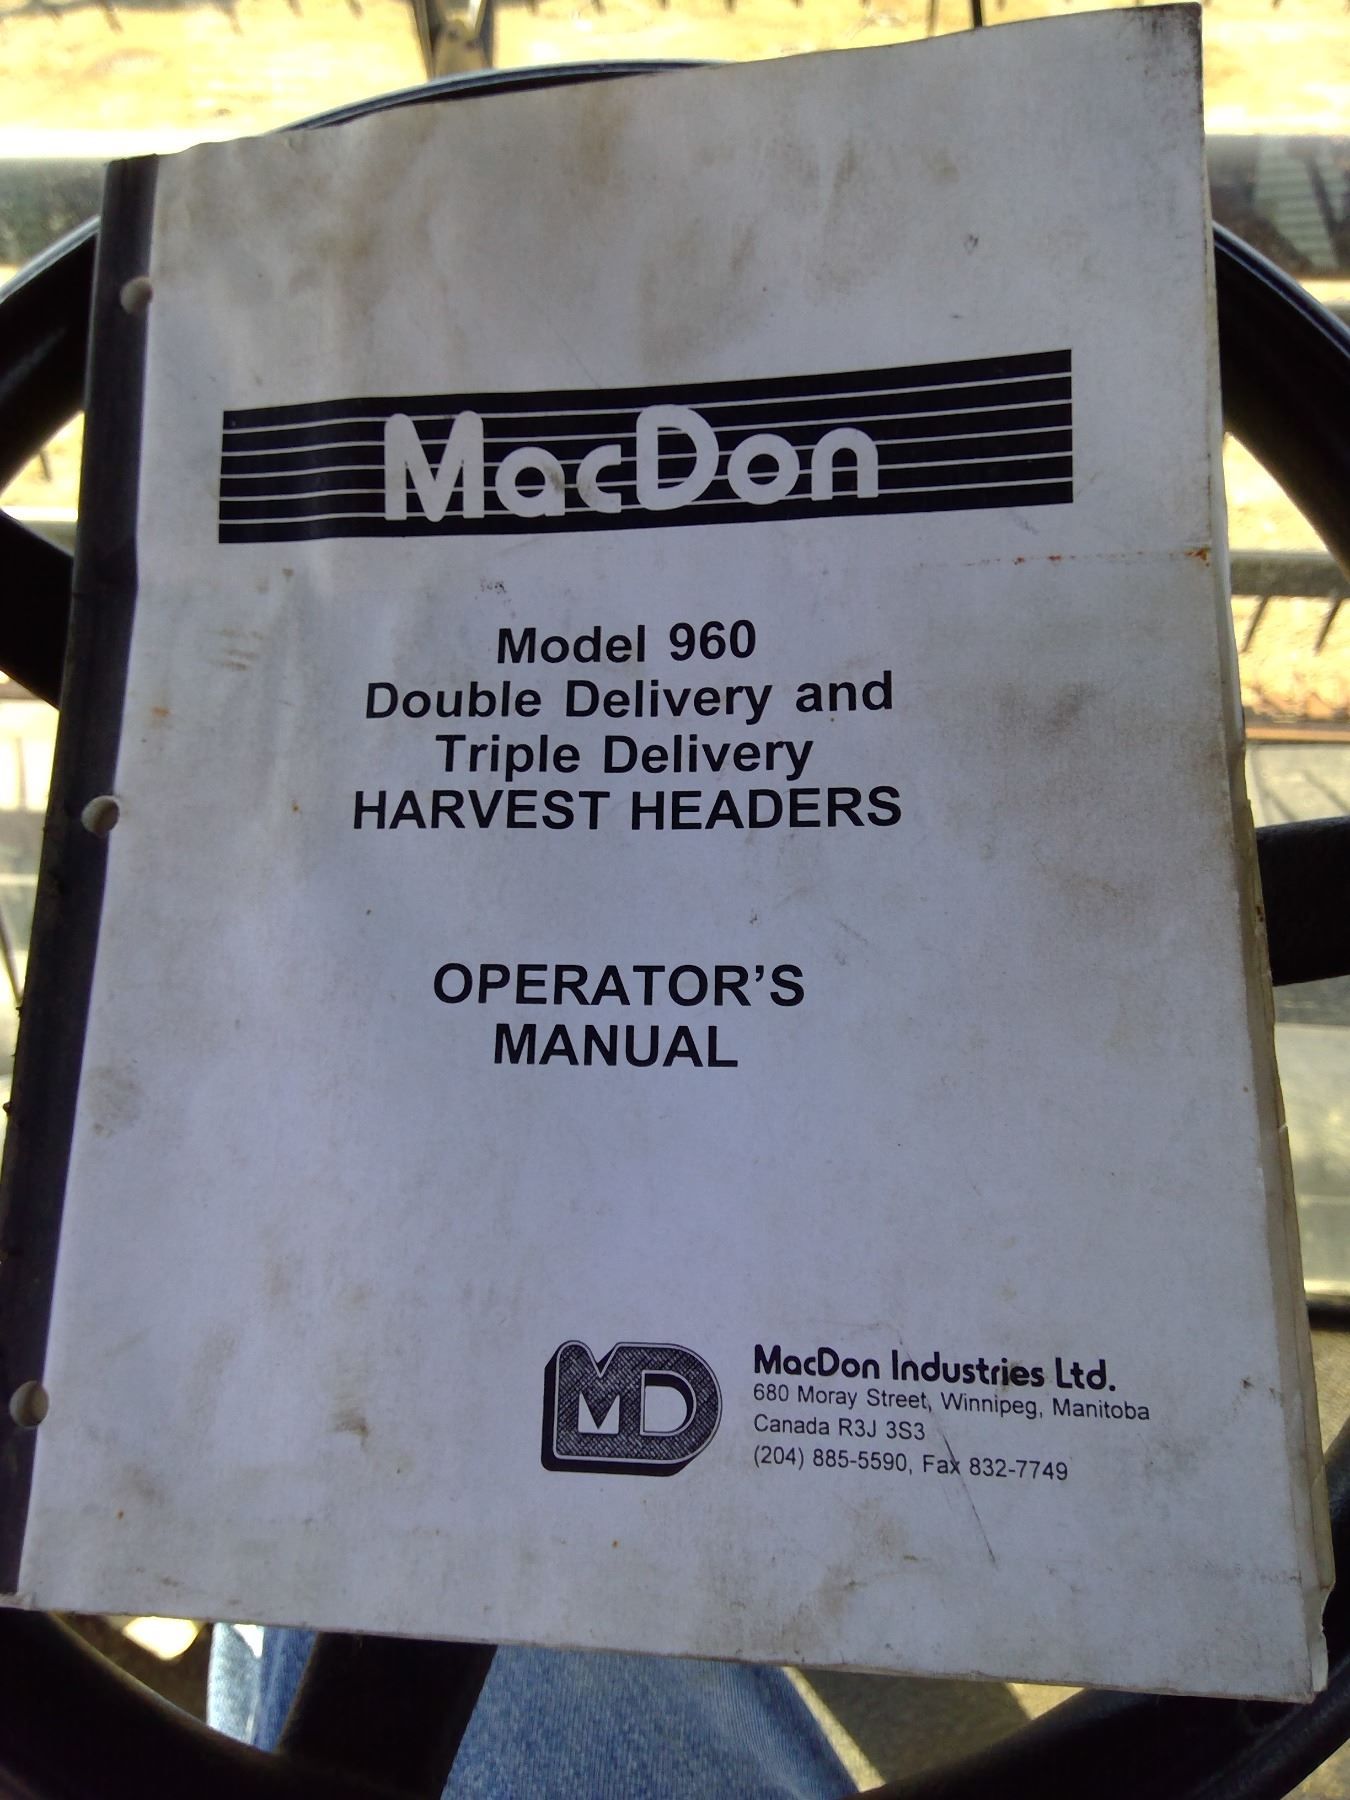 MacDon
Model 960
Double Delivery and
Triple Delivery
HARVEST HEADERS
OPERATOR'S
MANUAL
MD
MacDon Industries Ltd.
680 Moray Street, Winnipeg, Manitoba
Canada R3J 3S3
(204) 885-5590, Fax 832-7749